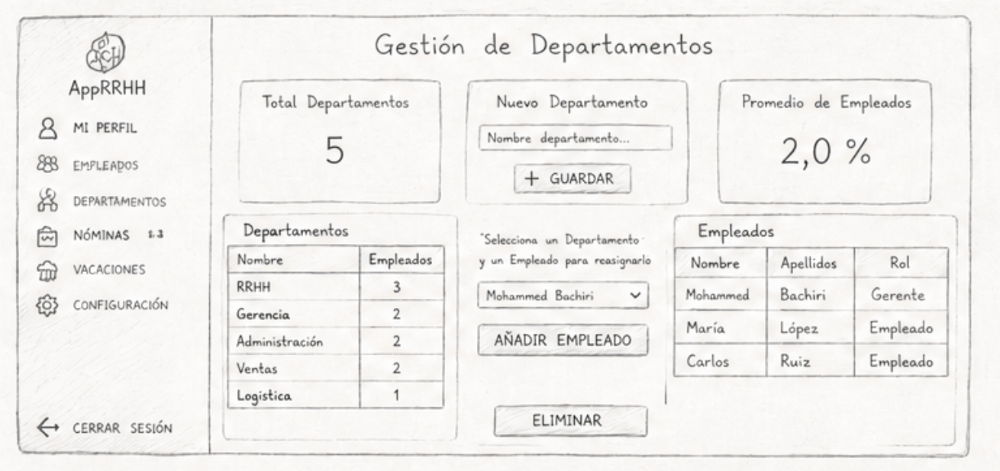 AppRRHH
MI PERFIL
EMPLEADOS
DEPARTAMENTOS
NÓMINAS
VACACIONES
CONFIGURACIÓN
CERRAR SESIÓN
Gestión de Departamentos
Total Departamentos
5
Nuevo Departamento
Nombre departamento...
+ GUARDAR
Promedio de Empleados
2,0 %
Departamentos
Nombre Empleados
RRHH 3
Gerencia 2
Administración 2
Ventas 2
Logistica 1
"Selecciona un Departamento
y un Empleado para reasignarlo
Mohammed Bachiri
AÑADIR EMPLEADO
ELIMINAR
Empleados
Nombre Apellidos Rol
Mohammed Bachiri Gerente
María López Empleado
Carlos Ruiz Empleado